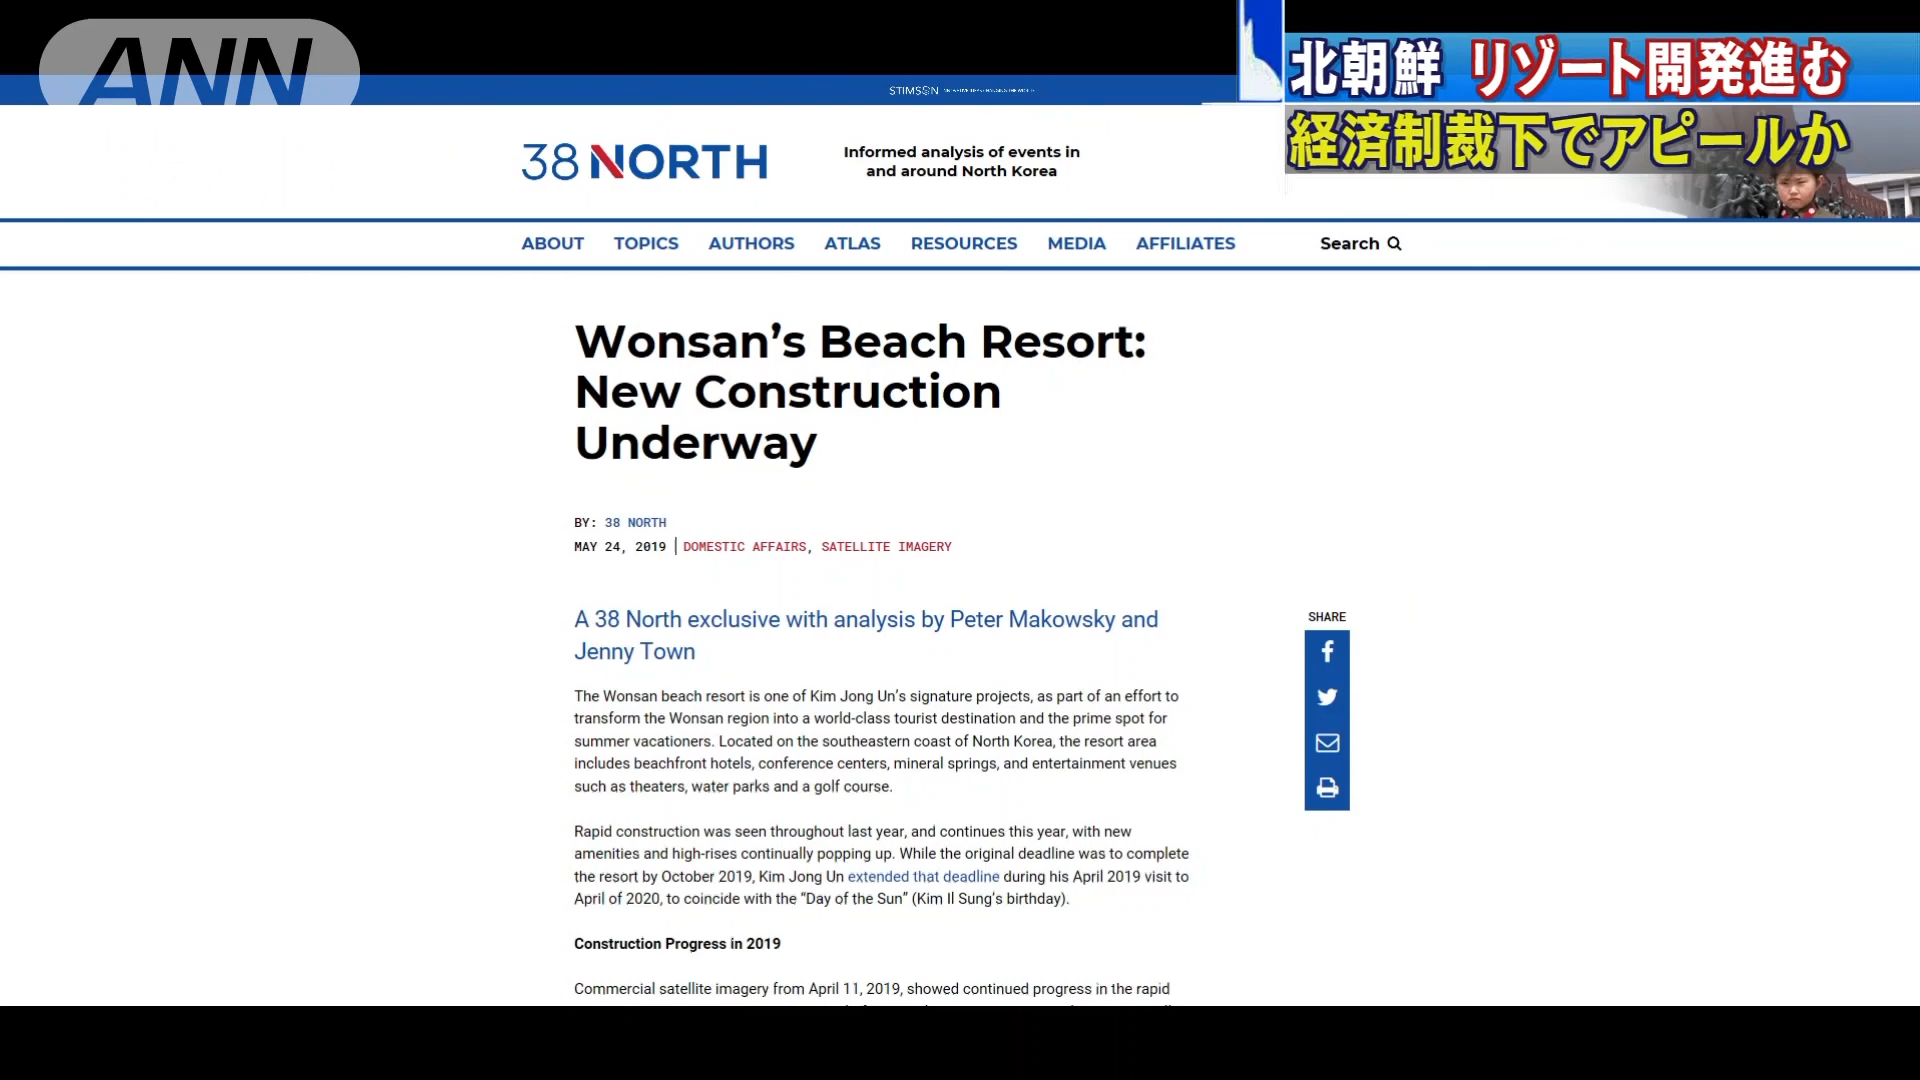 ANN
北朝鮮 リゾート開発進む
経済制裁下でアピールか
STIMSON
38 NORTH
Informed analysis of events in
and around North Korea
ABOUT TOPICS AUTHORS ATLAS RESOURCES MEDIA AFFILIATES Search
Wonsan’s Beach Resort:
New Construction
Underway
BY: 38 NORTH
MAY 24, 2019 | DOMESTIC AFFAIRS, SATELLITE IMAGERY
A 38 North exclusive with analysis by Peter Makowsky and
Jenny Town
SHARE
The Wonsan beach resort is one of Kim Jong Un’s signature projects, as part of an effort to
transform the Wonsan region into a world-class tourist destination and the prime spot for
summer vacationers. Located on the southeastern coast of North Korea, the resort area
includes beachfront hotels, conference centers, mineral springs, and entertainment venues
such as theaters, water parks and a golf course.
Rapid construction was seen throughout last year, and continues this year, with new
amenities and high-rises continually popping up. While the original deadline was to complete
the resort by October 2019, Kim Jong Un extended that deadline during his April 2019 visit to
April of 2020, to coincide with the “Day of the Sun” (Kim Il Sung’s birthday).
Construction Progress in 2019
Commercial satellite imagery from April 11, 2019, showed continued progress in the rapid